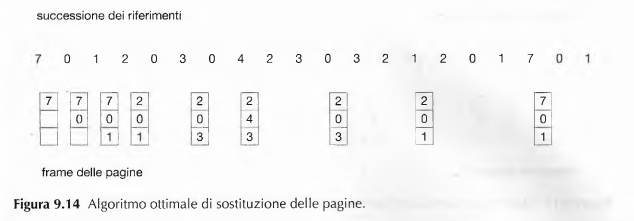 successione dei riferimenti
7 0 1 2 0 3 0 4 2 3 0 3 2 1 2 0 1 7 0 1
7 7 7 2 2 2 2 2 7
0 0 0 0 4 0 0 0
1 1 3 3 3 1 1
frame delle pagine
Figura 9.14 Algoritmo ottimale di sostituzione delle pagine.